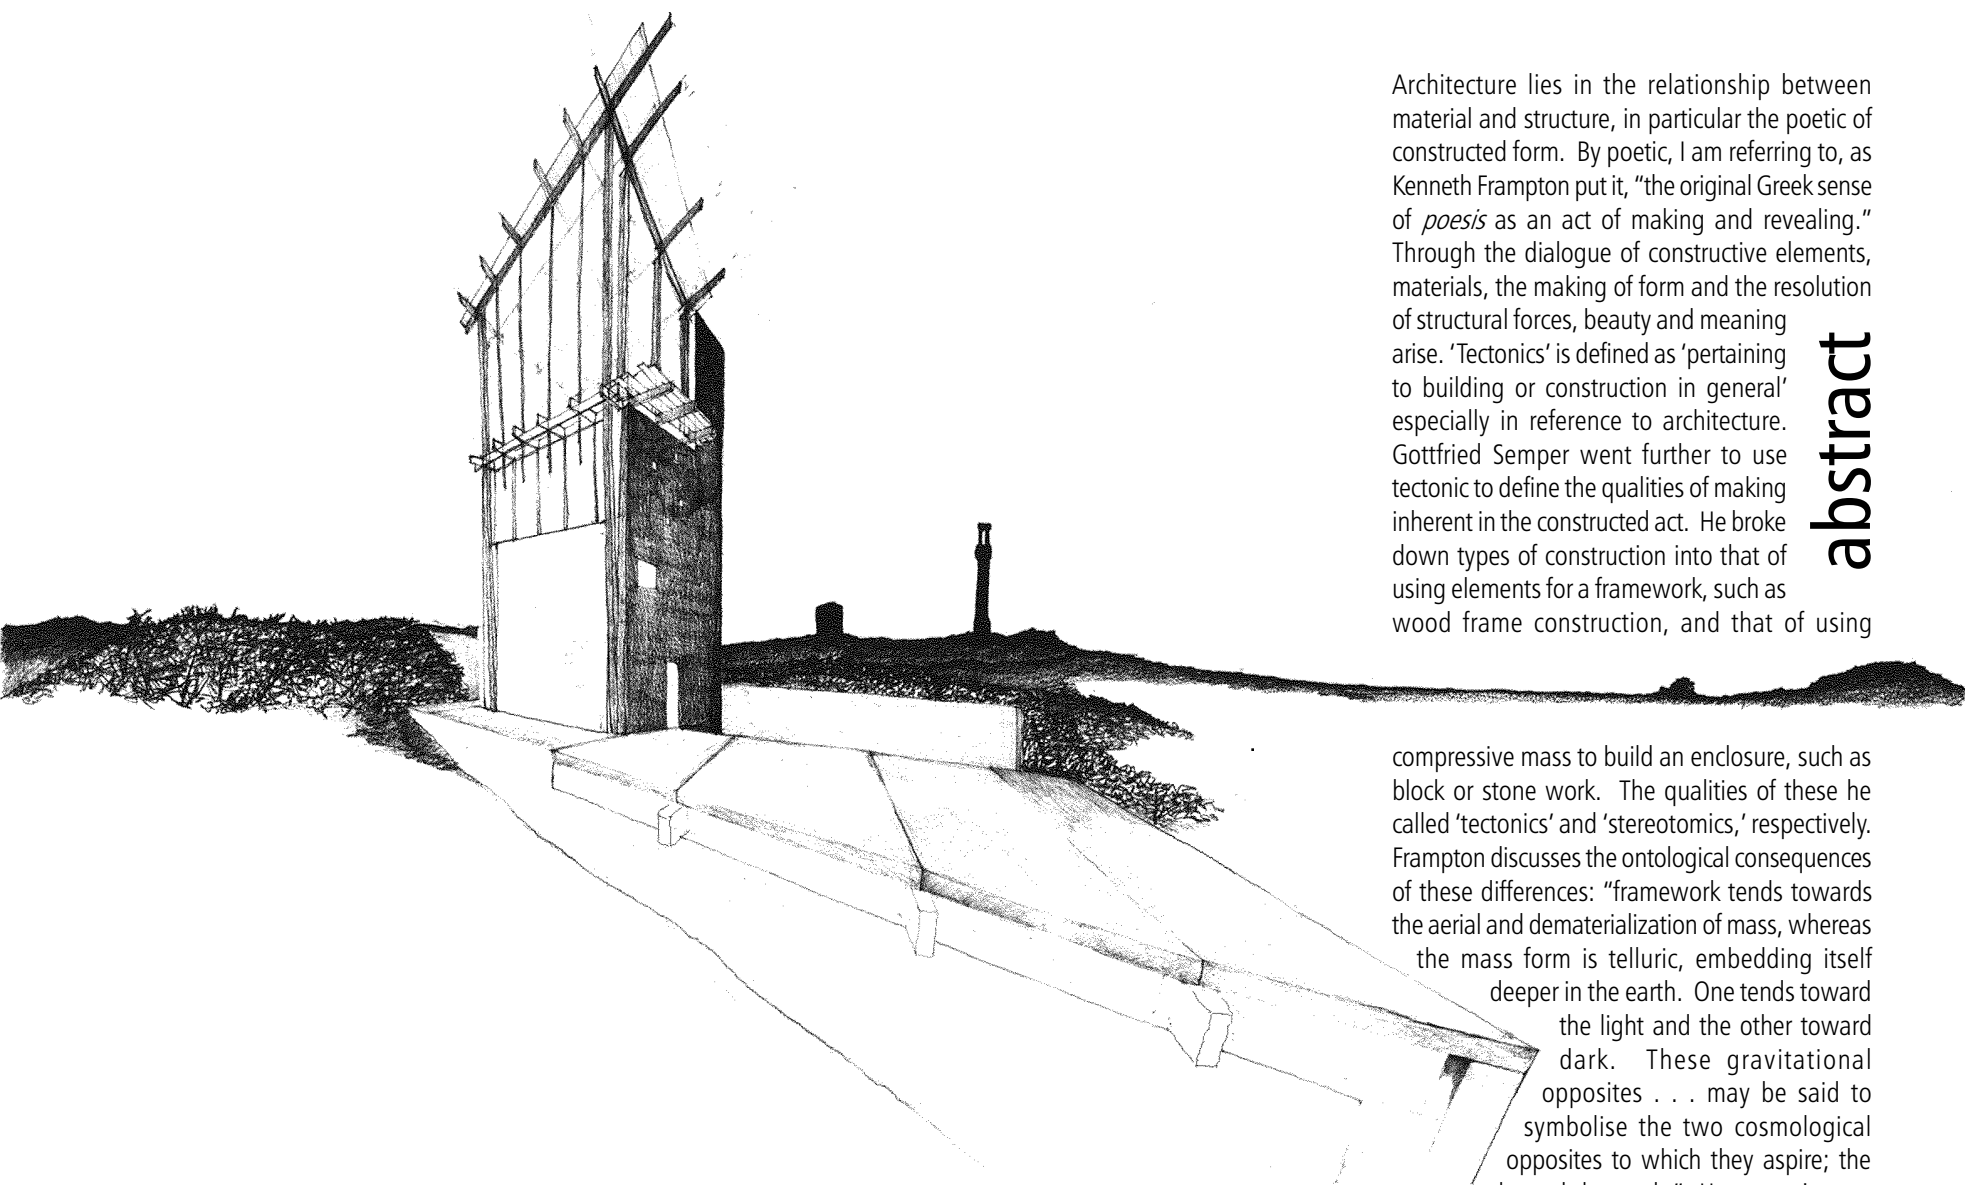 Architecture lies in the relationship between
material and structure, in particular the poetic of
constructed form.  By poetic, I am referring to, as
Kenneth Frampton put it, “the original Greek sense
of poesis as an act of making and revealing.”
Through the dialogue of constructive elements,
materials, the making of form and the resolution
of structural forces, beauty and meaning
arise. ‘Tectonics’ is defined as ‘pertaining
to building or construction in general’
especially in reference to architecture.
Gottfried Semper went further to use
tectonic to define the qualities of making
inherent in the constructed act.  He broke
down types of construction into that of
using elements for a framework, such as
wood frame construction, and that of using
abstract
compressive mass to build an enclosure, such as
block or stone work.  The qualities of these he
called ‘tectonics’ and ‘stereotomics,’ respectively.
Frampton discusses the ontological consequences
of these differences: “framework tends towards
the aerial and dematerialization of mass, whereas
the mass form is telluric, embedding itself
deeper in the earth.  One tends toward
the light and the other toward
dark.  These gravitational
opposites . . . may be said to
symbolise the two cosmological
opposites to which they aspire; the